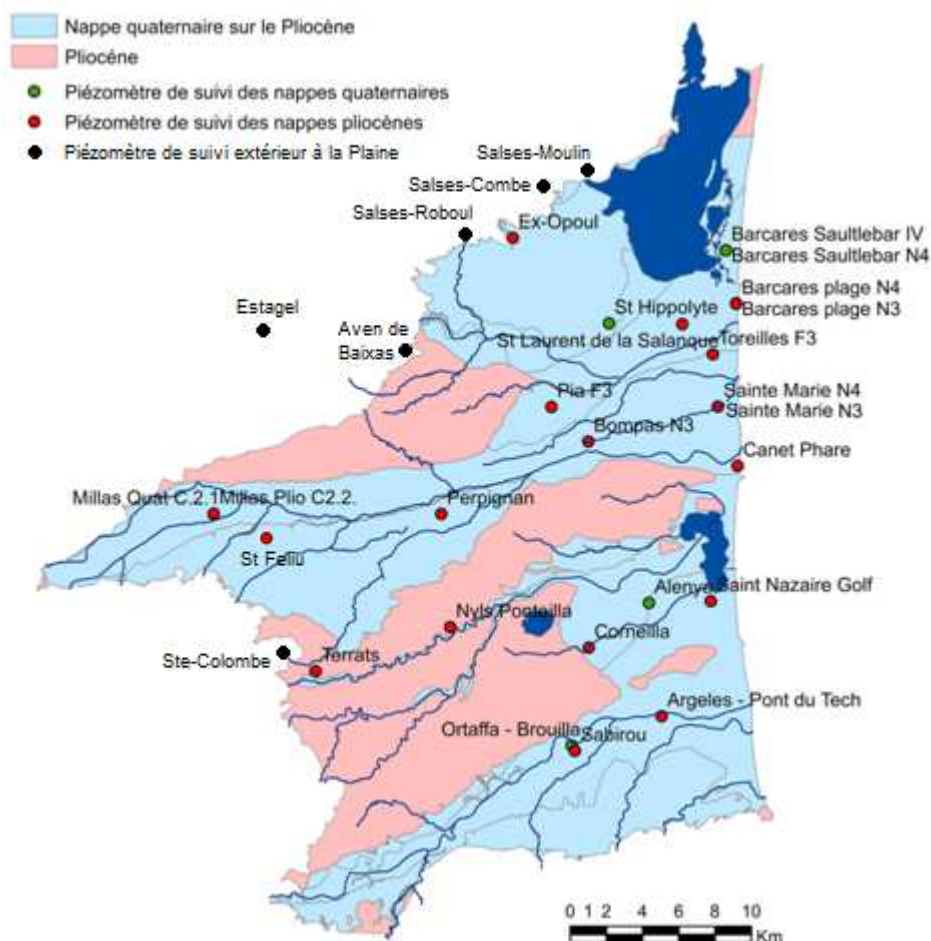 Nappe quaternaire sur le Pliocène
Pliocéne
Piézomètre de suivi des nappes quaternaires
Piézomètre de suivi des nappes pliocènes
Piézomètre de suivi extérieur à la Plaine
Salses-Moulin
Salses-Combe
Salses-Roboul
Ex-Opoul
Barcares Saultlebar IV
Barcares Saultlebar N4
Barcares plage N4
Barcares plage N3
Estagel
St Hippolyte
Aven de
Baixas
St Laurent de la Salanque
Toreilles F3
Pia F3
Sainte Marie N4
Sainte Marie N3
Bompas N3
Canet Phare
Millas Quat C.2.1
Millas Plio C2.2.
Perpignan
St Feliu
Alenya
Saint Nazaire Golf
Nyls Ponteilla
Corneilla
Ste-Colombe
Terrats
Argeles - Pont du Tech
Ortaffa - Brouilla
Sabirou
0 1 2 4 6 8 10
Km